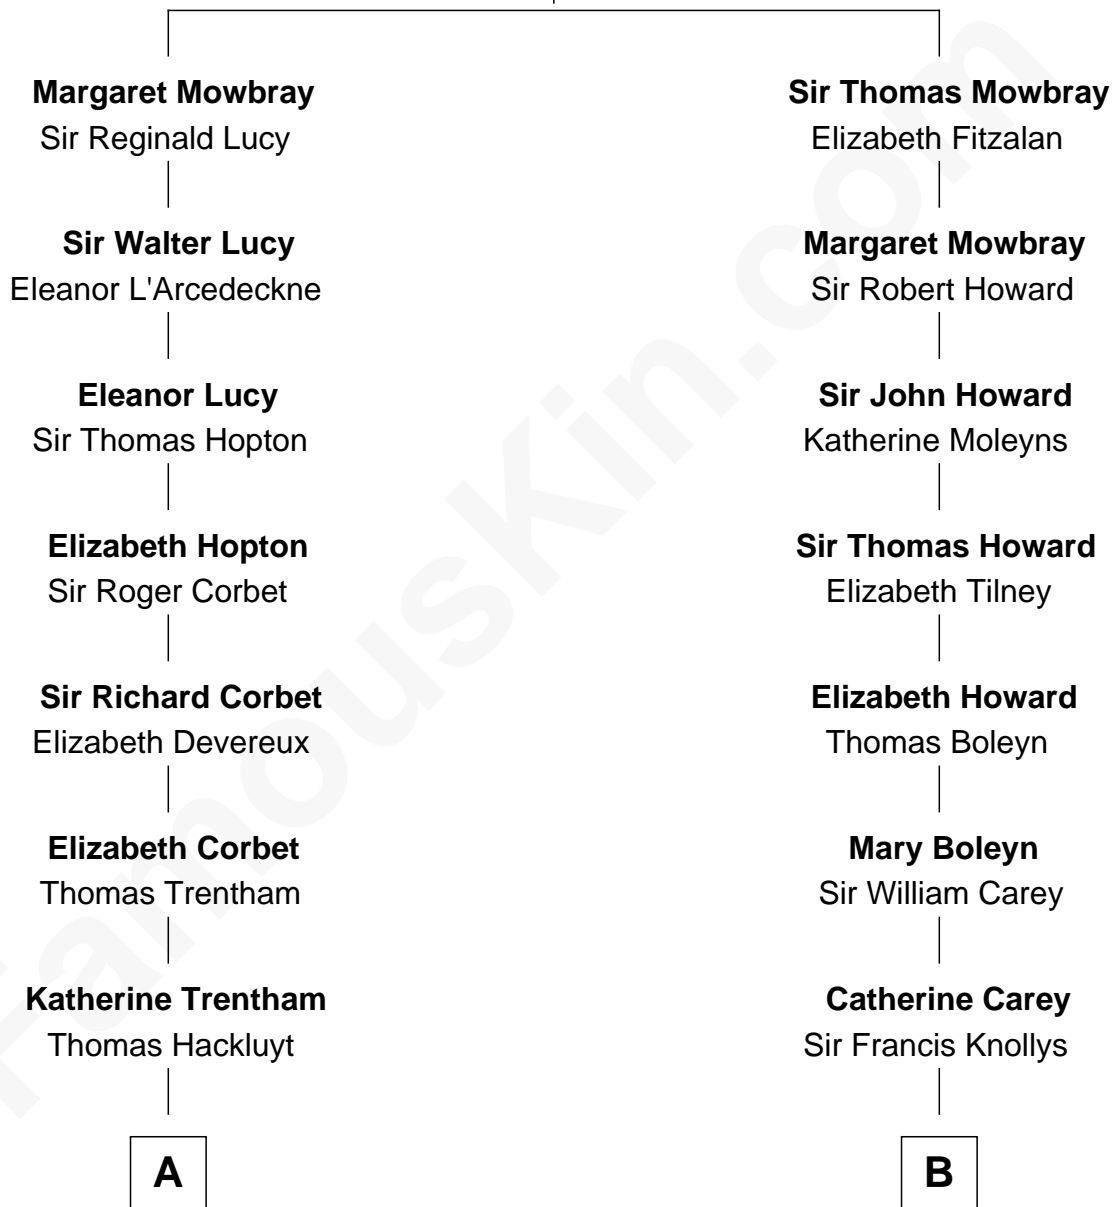 Margaret Mowbray
Sir Reginald Lucy
Sir Thomas Mowbray
Elizabeth Fitzalan
Sir Walter Lucy
Eleanor L'Arcedeckne
Margaret Mowbray
Sir Robert Howard
Eleanor Lucy
Sir Thomas Hopton
Sir John Howard
Katherine Moleyns
Elizabeth Hopton
Sir Roger Corbet
Sir Thomas Howard
Elizabeth Tilney
Sir Richard Corbet
Elizabeth Devereux
Elizabeth Howard
Thomas Boleyn
Elizabeth Corbet
Thomas Trentham
Mary Boleyn
Sir William Carey
Katherine Trentham
Thomas Hackluyt
Catherine Carey
Sir Francis Knollys
A
B
FamousKin.com